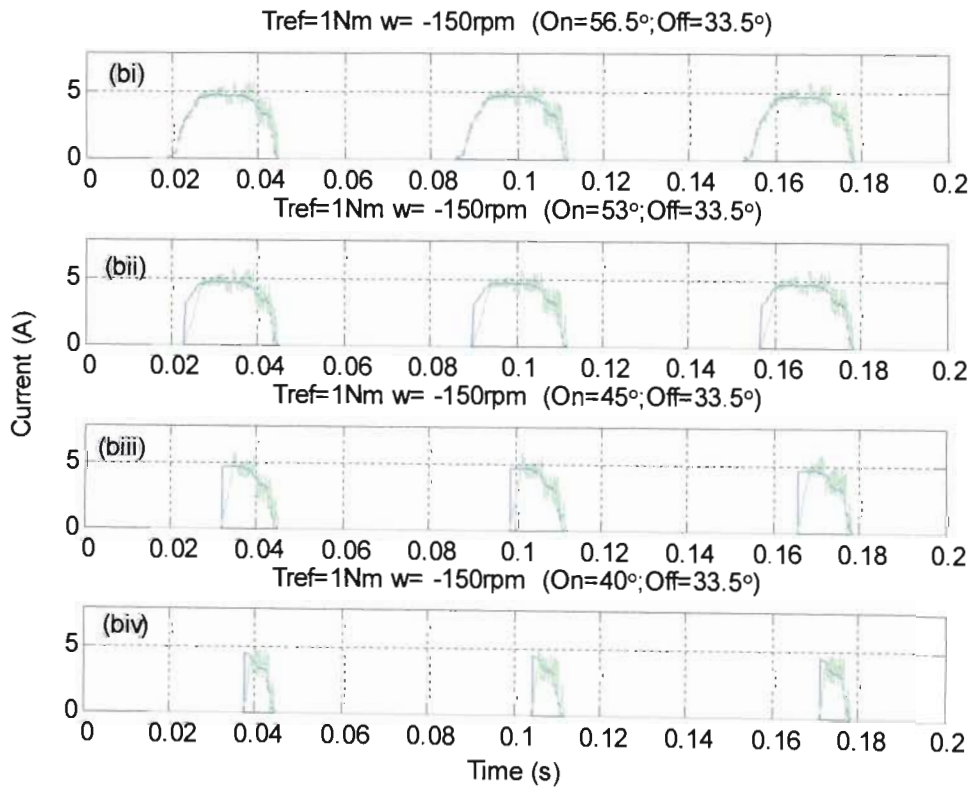 Tref=1Nm w= -150rpm (On=56.5°;Off=33.5°)
(bi)
5
0
0 0.02 0.04 0.06 0.08 0.1 0.12 0.14 0.16 0.18 0.2
Tref=1Nm w= -150rpm (On=53°;Off=33.5°)
(bii)
5
0
0 0.02 0.04 0.06 0.08 0.1 0.12 0.14 0.16 0.18 0.2
Tref=1Nm w= -150rpm (On=45°;Off=33.5°)
(biii)
5
0
0 0.02 0.04 0.06 0.08 0.1 0.12 0.14 0.16 0.18 0.2
Tref=1Nm w= -150rpm (On=40°;Off=33.5°)
(biv)
5
0
0 0.02 0.04 0.06 0.08 0.1 0.12 0.14 0.16 0.18 0.2
Current (A)
Time (s)